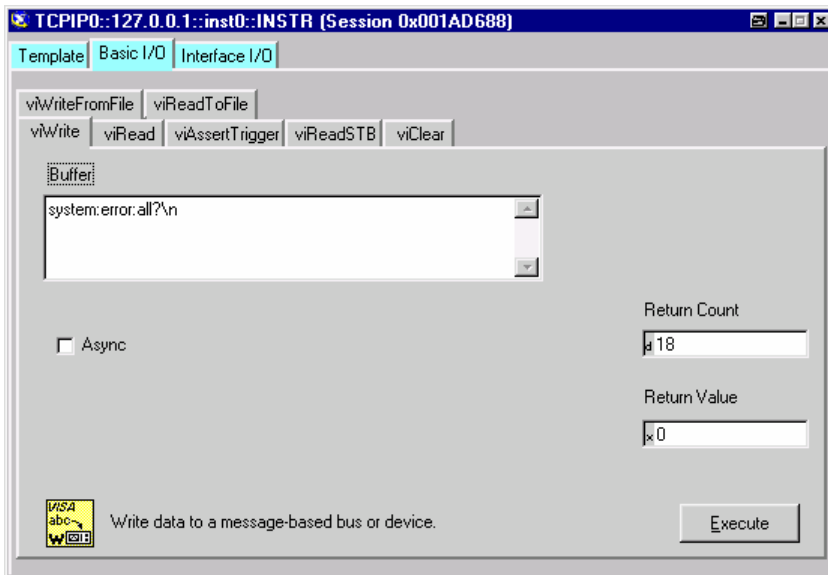 TCPIP0::127.0.0.1::inst0::INSTR (Session 0x001AD688)
Template Basic I/O Interface I/O
viWriteFromFile viReadToFile
viWrite viRead viAssertTrigger viReadSTB viClear
Buffer
system:error:all?\n
Return Count
Async
d 18
Return Value
x 0
VISA
abc
W
Write data to a message-based bus or device.
Execute